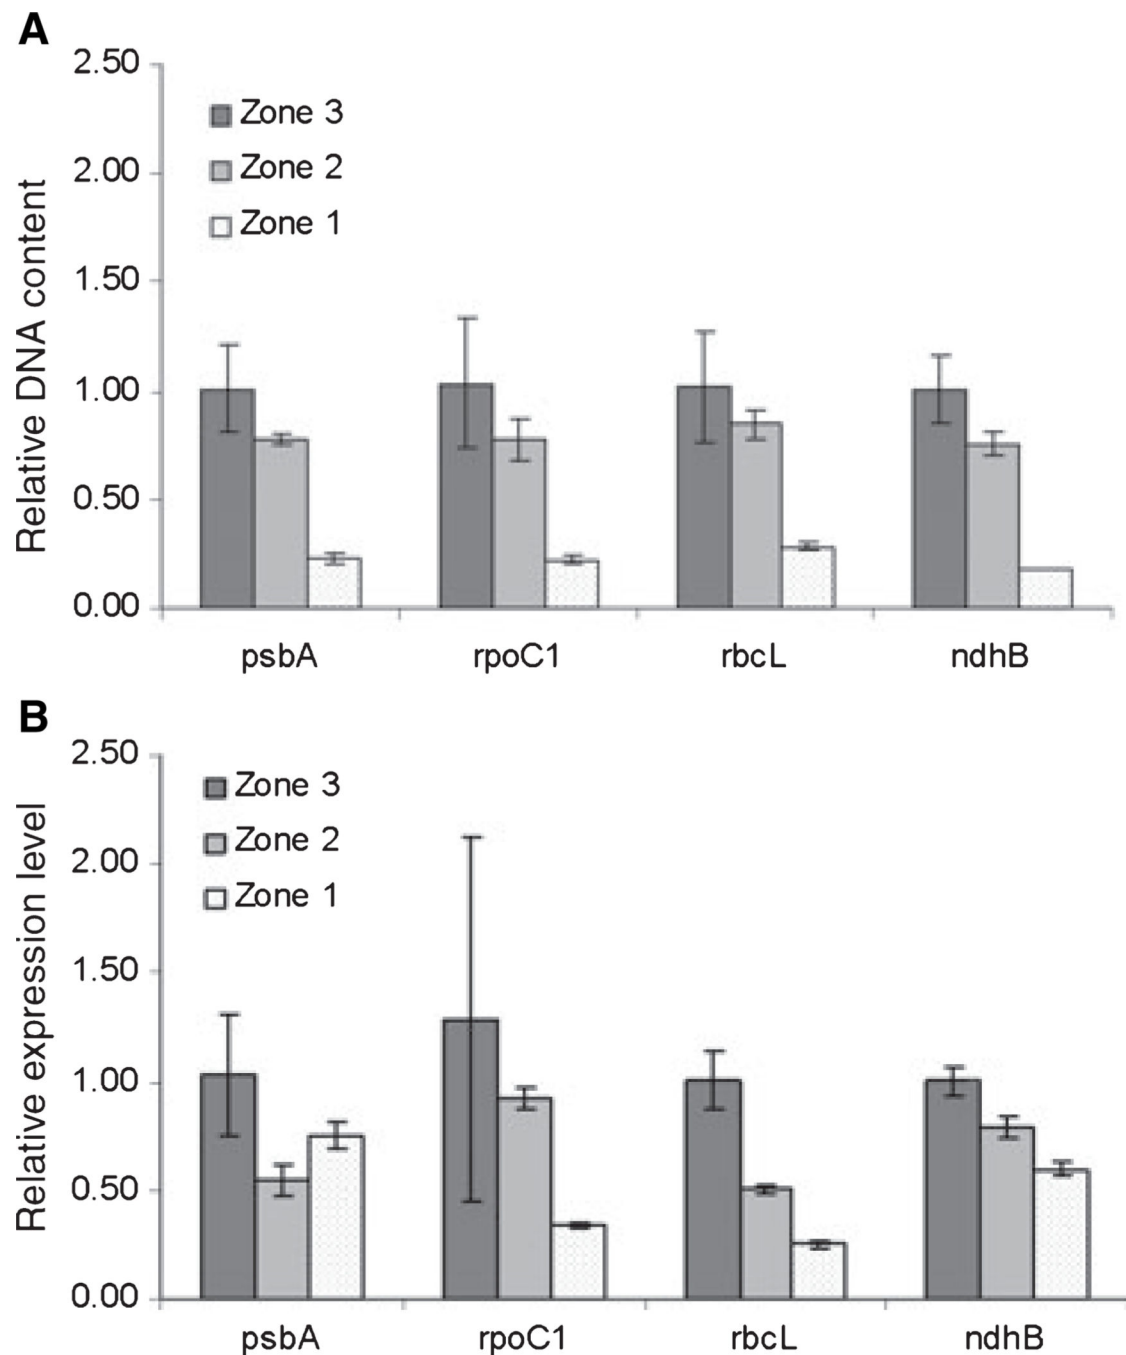 A
2.50
Zone 3
2.00
Zone 2
Zone 1
1.50
1.00
0.50
0.00
Relative DNA content
psbA rpoC1 rbcL ndhB
B
2.50
Zone 3
Zone 2
2.00
Zone 1
1.50
1.00
0.50
0.00
Relative expression level
psbA rpoC1 rbcL ndhB